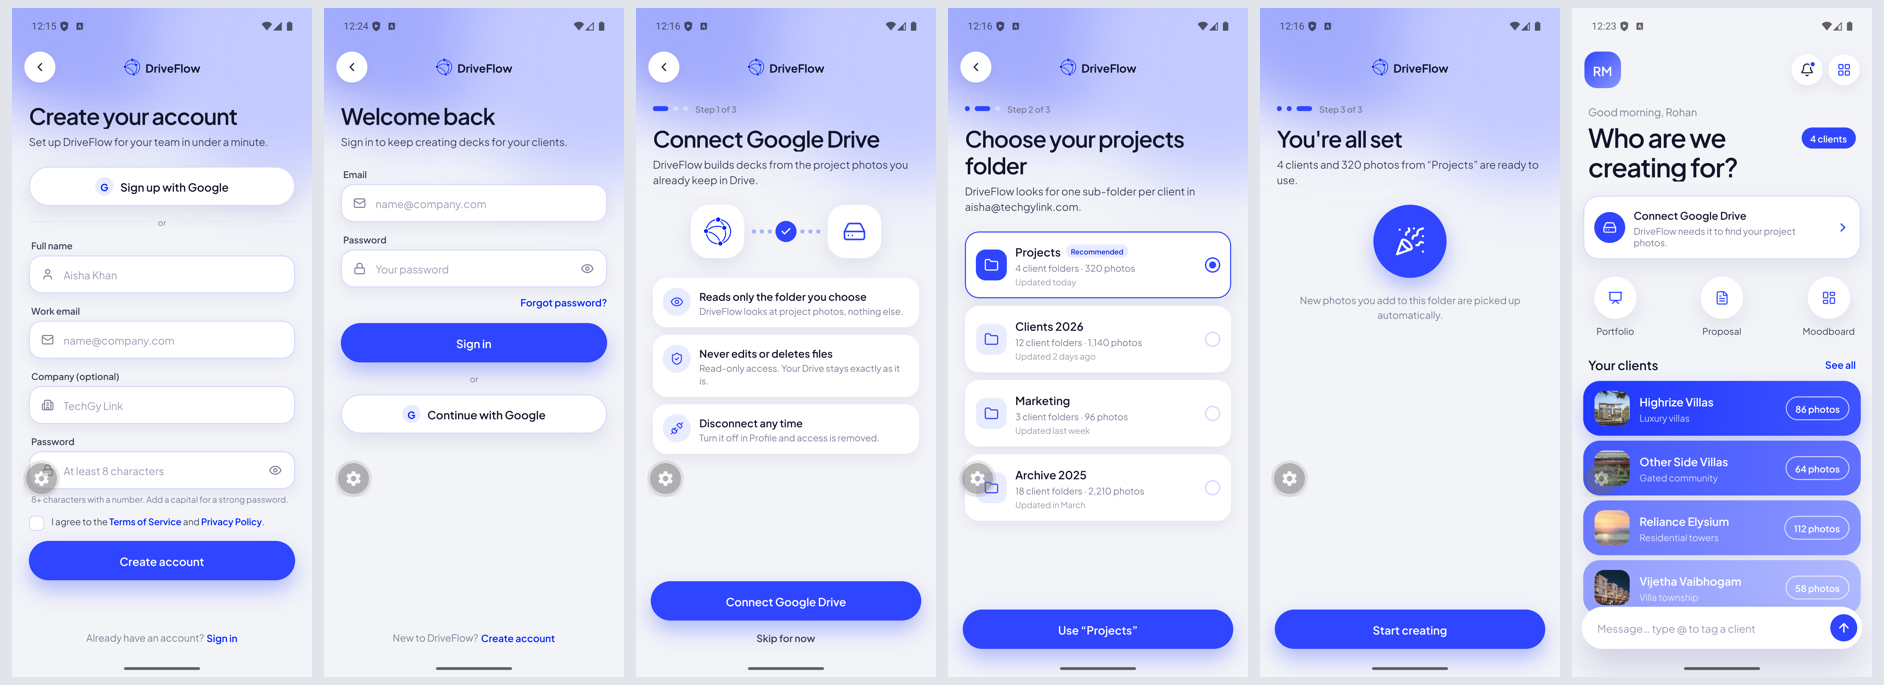 12:15
DriveFlow
Create your account
Set up DriveFlow for your team in under a minute.
G Sign up with Google
or
Full name
Aisha Khan
Work email
name@company.com
Company (optional)
TechGy Link
Password
At least 8 characters
8+ characters with a number. Add a capital for a strong password.
I agree to the Terms of Service and Privacy Policy.
Create account
Already have an account? Sign in
12:24
DriveFlow
Welcome back
Sign in to keep creating decks for your clients.
Email
name@company.com
Password
Your password
Forgot password?
Sign in
or
G Continue with Google
New to DriveFlow? Create account
12:16
DriveFlow
Step 1 of 3
Connect Google Drive
DriveFlow builds decks from the project photos you
already keep in Drive.
Reads only the folder you choose
DriveFlow looks at project photos, nothing else.
Never edits or deletes files
Read-only access. Your Drive stays exactly as it
is.
Disconnect any time
Turn it off in Profile and access is removed.
Connect Google Drive
Skip for now
12:16
DriveFlow
Step 2 of 3
Choose your projects
folder
DriveFlow looks for one sub-folder per client in
aisha@techgylink.com.
Projects Recommended
4 client folders · 320 photos
Updated today
Clients 2026
12 client folders · 1,140 photos
Updated 2 days ago
Marketing
3 client folders · 96 photos
Updated last week
Archive 2025
18 client folders · 2,210 photos
Updated in March
Use “Projects”
12:16
DriveFlow
Step 3 of 3
You're all set
4 clients and 320 photos from “Projects” are ready to
use.
New photos you add to this folder are picked up
automatically.
Start creating
12:23
RM
Good morning, Rohan
Who are we
creating for?
4 clients
Connect Google Drive
DriveFlow needs it to find your project
photos.
Portfolio
Proposal
Moodboard
Your clients
See all
Highrize Villas
Luxury villas
86 photos
Other Side Villas
Gated community
64 photos
Reliance Elysium
Residential towers
112 photos
Vijetha Vaibhogam
Villa township
58 photos
Message... type @ to tag a client